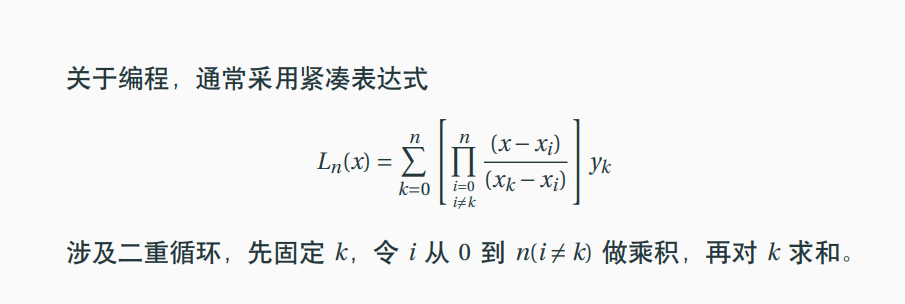 关于编程，通常采用紧凑表达式
L_n(x) = \sum_{k=0}^{n} \left[ \prod_{\substack{i=0 \\ i \neq k}}^{n} \frac{(x - x_i)}{(x_k - x_i)} \right] y_k
涉及二重循环，先固定 k，令 i 从 0 到 n(i ≠ k) 做乘积，再对 k 求和。